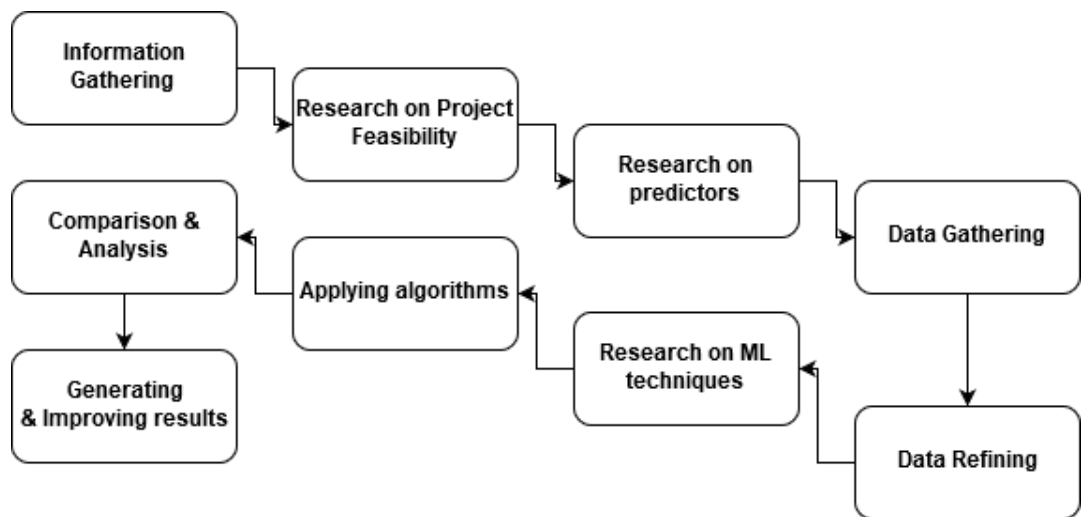 Information
Gathering
Research on Project
Feasibility
Research on
predictors
Data Gathering
Data Refining
Research on ML
techniques
Applying algorithms
Comparison &
Analysis
Generating
& Improving results